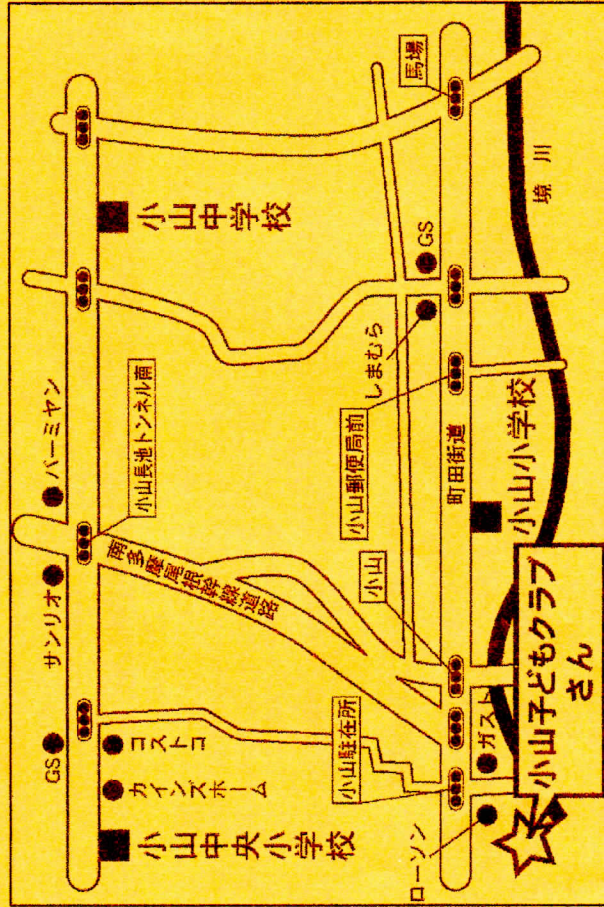 GS
サンリオ
バーミヤン
コストコ
カインズホーム
小山中央小学校
小山長池トンネル南
南多摩尾根幹線道路
小山中学校
小山駐在所
小山
小山郵便局前
しまむら
GS
馬場
ローソン
ガスト
町田街道
小山小学校
境川
小山子どもクラブ
さん